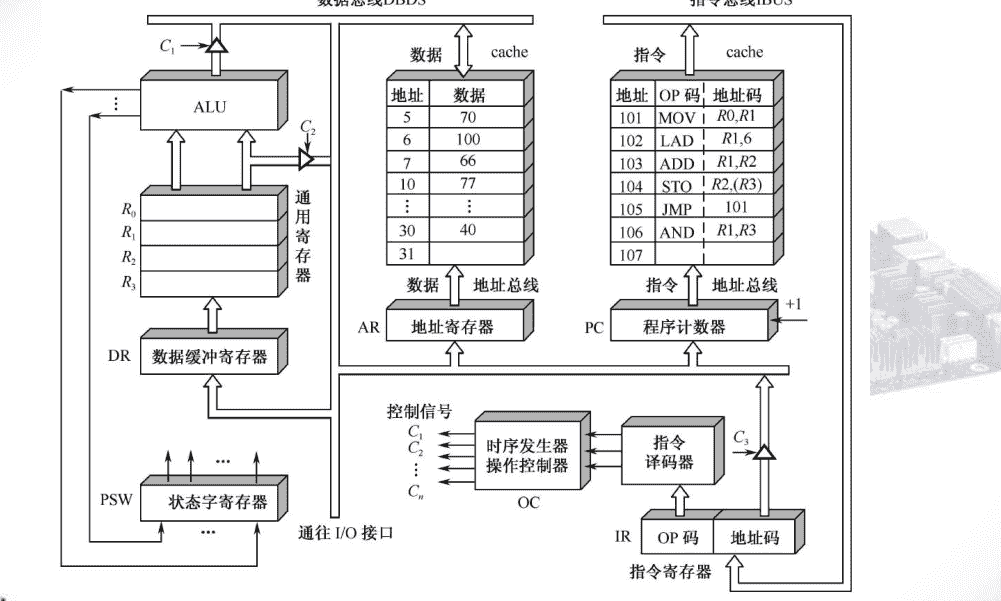 数据总线DBUS
指令总线IBUS
C1
数据
cache
指令
cache
ALU
地址 数据
5 70
6 100
7 66
10 77
⋮ ⋮
30 40
31
地址 OP 码 地址码
101 MOV R0,R1
102 LAD R1,6
103 ADD R1,R2
104 STO R2,(R3)
105 JMP 101
106 AND R1,R3
107
C2
通用寄存器
R0
R1
R2
R3
数据 地址总线
指令 地址总线
AR 地址寄存器
PC 程序计数器
+1
DR 数据缓冲寄存器
控制信号
C1
C2
⋮
Cn
时序发生器
操作控制器
OC
指令
译码器
C3
PSW 状态字寄存器
...
...
通往 I/O 接口
IR OP 码 地址码
指令寄存器